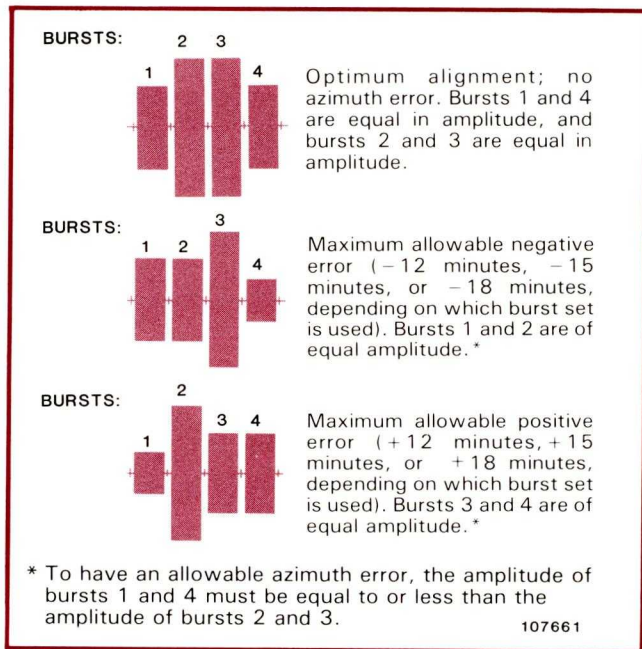 BURSTS:
1 2 3 4
Optimum alignment; no
azimuth error. Bursts 1 and 4
are equal in amplitude, and
bursts 2 and 3 are equal in
amplitude.
BURSTS:
1 2 3 4
Maximum allowable negative
error (−12 minutes, −15
minutes, or −18 minutes,
depending on which burst set
is used). Bursts 1 and 2 are of
equal amplitude.*
BURSTS:
1 2 3 4
Maximum allowable positive
error (+12 minutes, +15
minutes, or +18 minutes,
depending on which burst set
is used). Bursts 3 and 4 are of
equal amplitude.*
* To have an allowable azimuth error, the amplitude of
bursts 1 and 4 must be equal to or less than the
amplitude of bursts 2 and 3.
107661